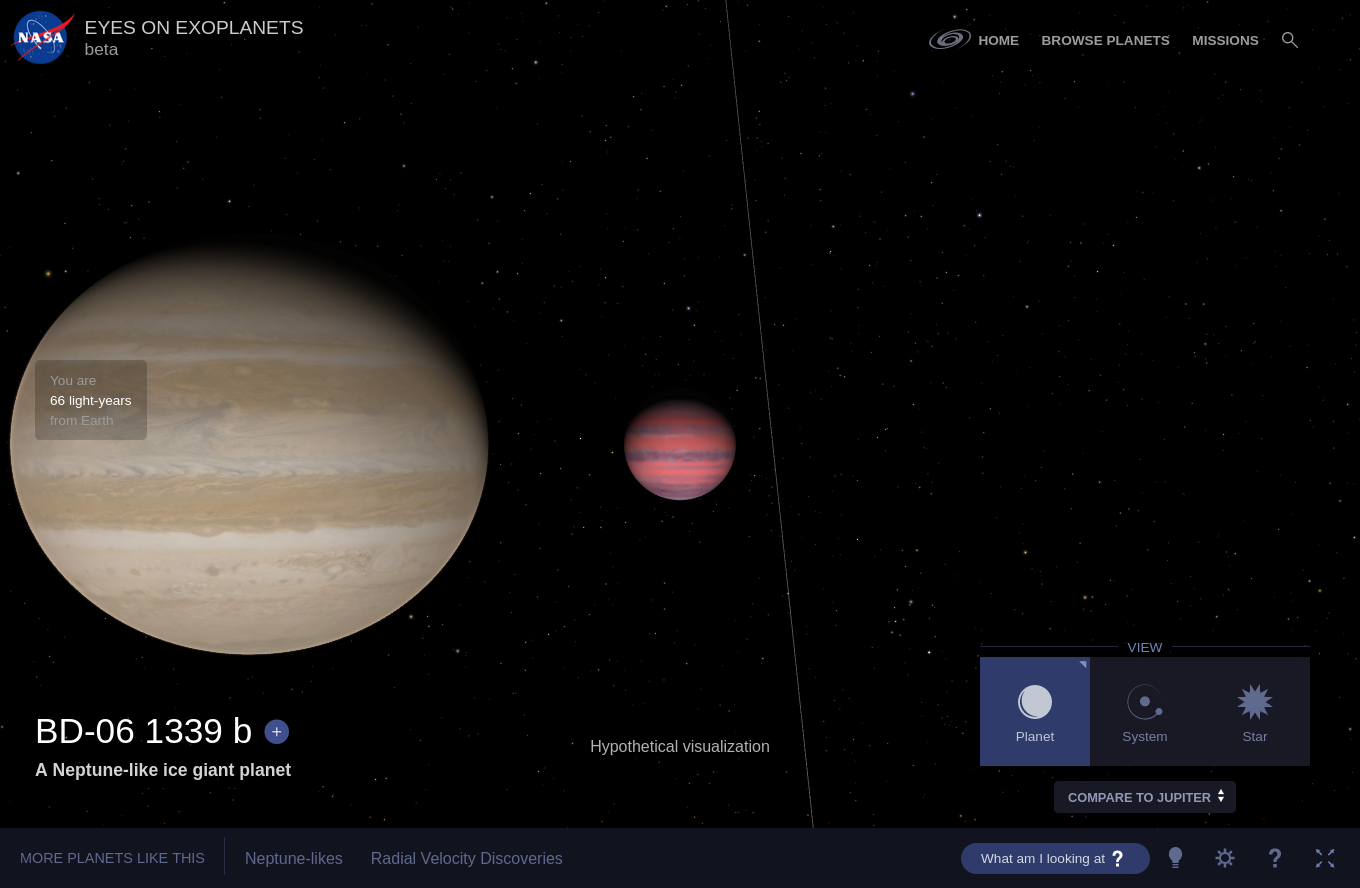 NASA
EYES ON EXOPLANETS
beta
HOME
BROWSE PLANETS
MISSIONS
You are
66 light-years
from Earth
BD-06 1339 b +
A Neptune-like ice giant planet
Hypothetical visualization
VIEW
Planet
System
Star
COMPARE TO JUPITER
MORE PLANETS LIKE THIS
Neptune-likes
Radial Velocity Discoveries
What am I looking at ?
?